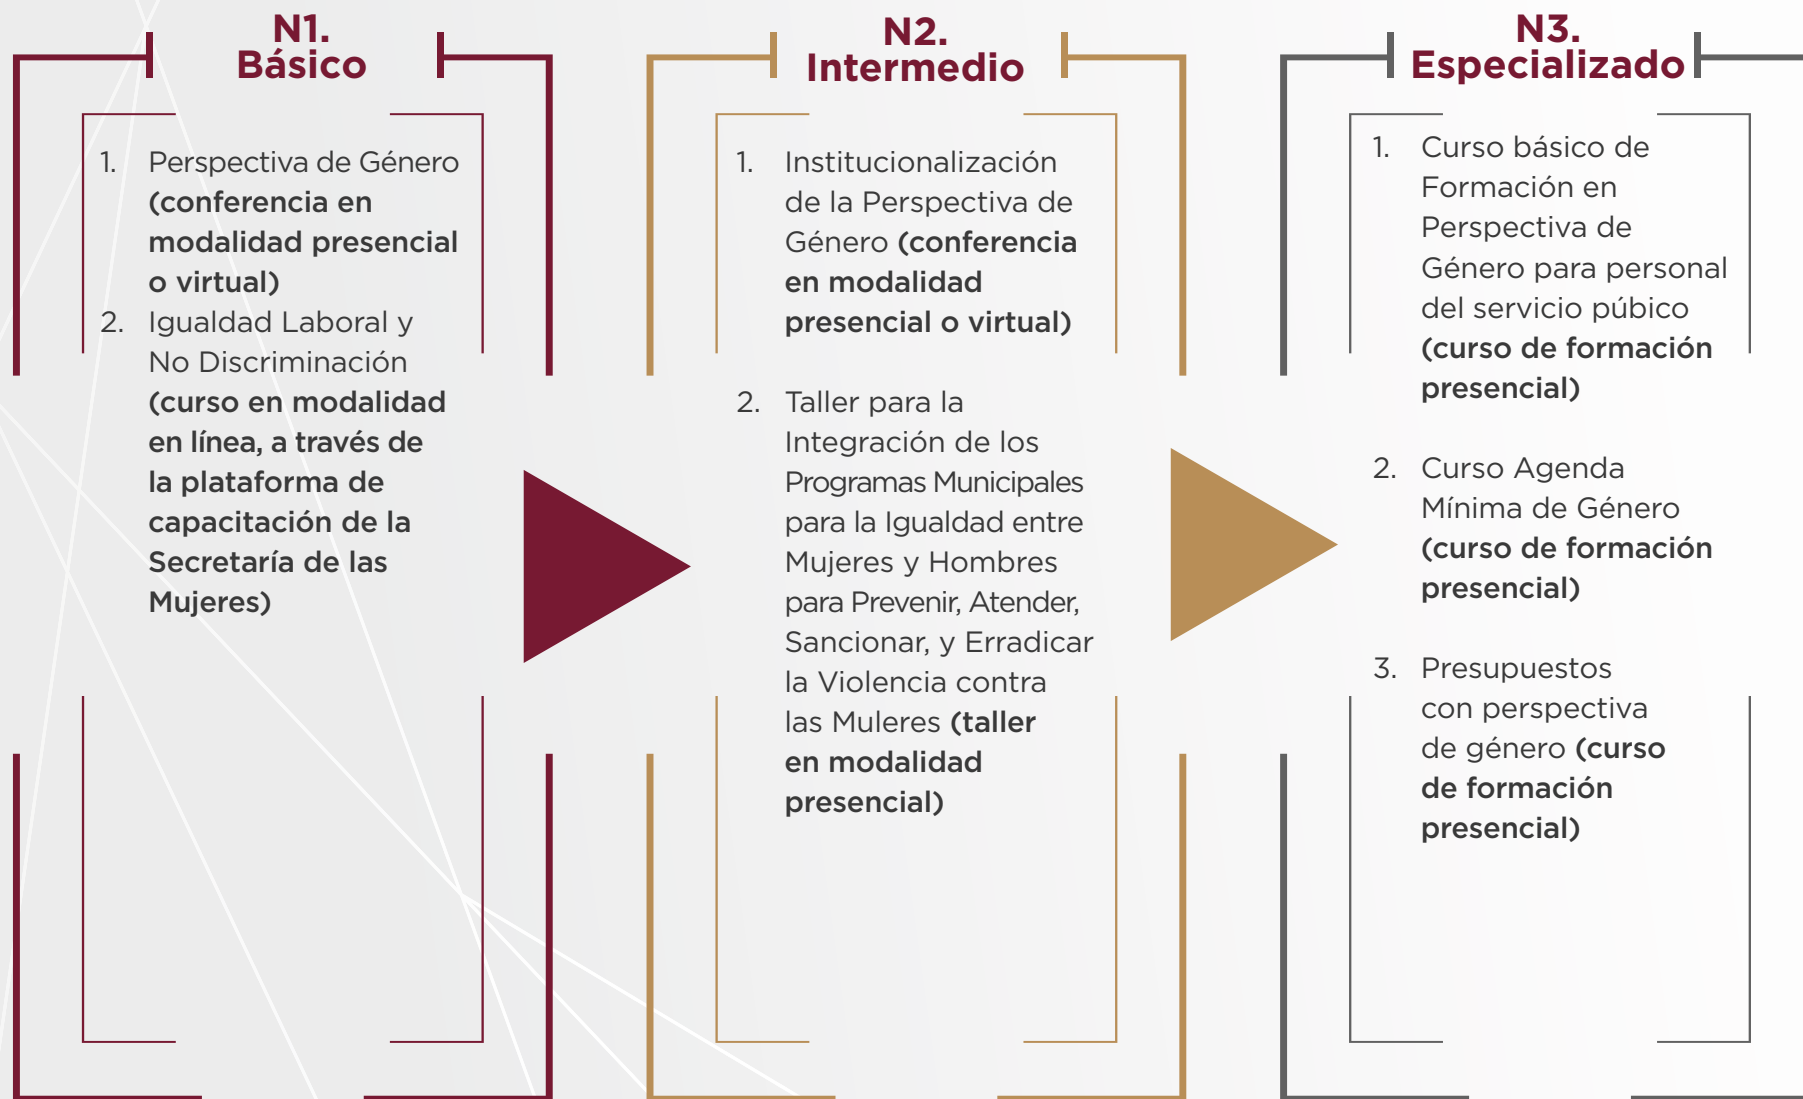 N1.
Básico
1. Perspectiva de Género
(conferencia en
modalidad presencial
o virtual)
2. Igualdad Laboral y
No Discriminación
(curso en modalidad
en línea, a través de
la plataforma de
capacitación de la
Secretaría de las
Mujeres)
N2.
Intermedio
1. Institucionalización
de la Perspectiva de
Género (conferencia
en modalidad
presencial o virtual)
2. Taller para la
Integración de los
Programas Municipales
para la Igualdad entre
Mujeres y Hombres
para Prevenir, Atender,
Sancionar, y Erradicar
la Violencia contra
las Muleres (taller
en modalidad
presencial)
N3.
Especializado
1. Curso básico de
Formación en
Perspectiva de
Género para personal
del servicio púbico
(curso de formación
presencial)
2. Curso Agenda
Mínima de Género
(curso de formación
presencial)
3. Presupuestos
con perspectiva
de género (curso
de formación
presencial)